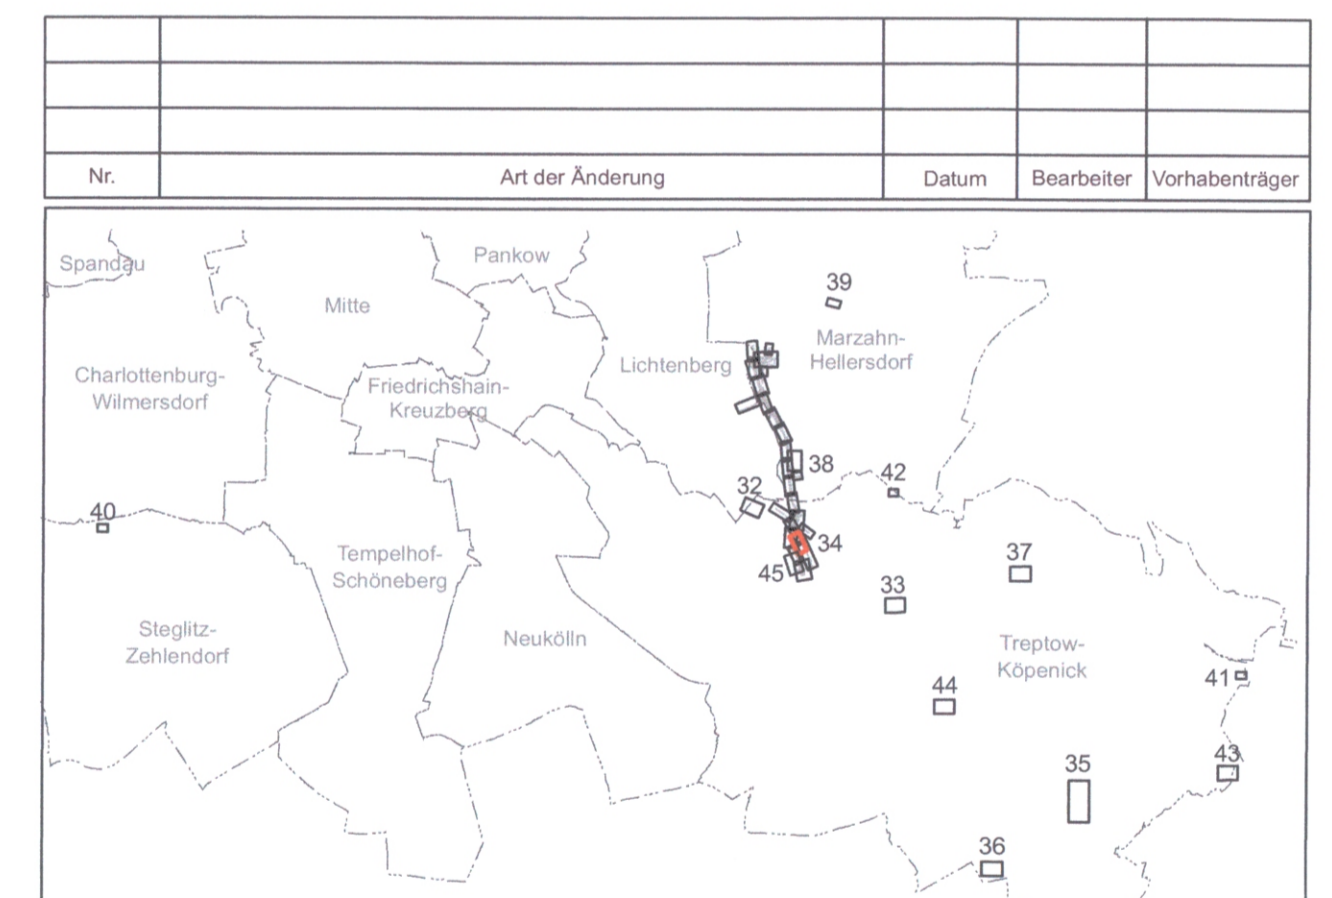 Nr. Art der Änderung Datum Bearbeiter Vorhabenträger
Spandau
Pankow
39
Mitte
Marzahn-
Hellersdorf
Lichtenberg
Charlottenburg-
Wilmersdorf
Friedrichshain-
Kreuzberg
38
42
32
40
34
37
45
Tempelhof-
Schöneberg
33
Steglitz-
Zehlendorf
Neukölln
Treptow-
Köpenick
41
44
43
35
36